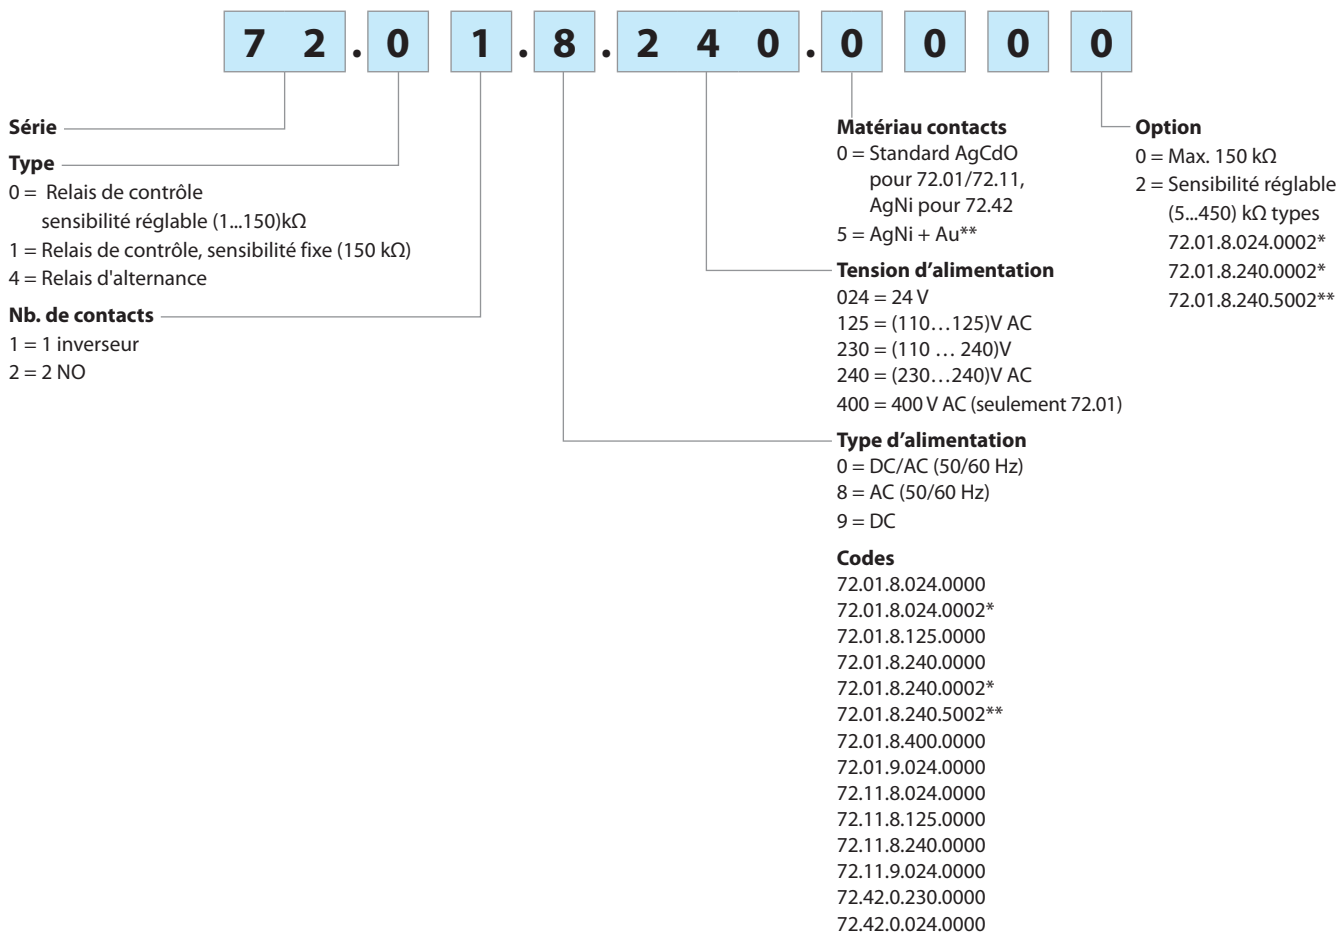 7 2 . 0 1 . 8 . 2 4 0 . 0 0 0 0
Série
Type
0 = Relais de contrôle
sensibilité réglable (1...150)kΩ
1 = Relais de contrôle, sensibilité fixe (150 kΩ)
4 = Relais d'alternance
Nb. de contacts
1 = 1 inverseur
2 = 2 NO
Matériau contacts
0 = Standard AgCdO
pour 72.01/72.11,
AgNi pour 72.42
5 = AgNi + Au**
Tension d’alimentation
024 = 24 V
125 = (110…125)V AC
230 = (110 … 240)V
240 = (230…240)V AC
400 = 400 V AC (seulement 72.01)
Type d’alimentation
0 = DC/AC (50/60 Hz)
8 = AC (50/60 Hz)
9 = DC
Codes
72.01.8.024.0000
72.01.8.024.0002*
72.01.8.125.0000
72.01.8.240.0000
72.01.8.240.0002*
72.01.8.240.5002**
72.01.8.400.0000
72.01.9.024.0000
72.11.8.024.0000
72.11.8.125.0000
72.11.8.240.0000
72.11.9.024.0000
72.42.0.230.0000
72.42.0.024.0000
Option
0 = Max. 150 kΩ
2 = Sensibilité réglable
(5...450) kΩ types
72.01.8.024.0002*
72.01.8.240.0002*
72.01.8.240.5002**